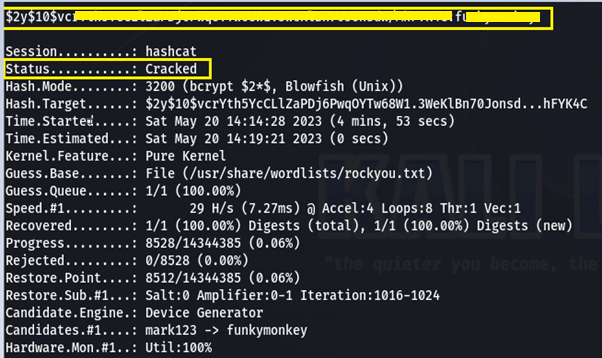 $2y$10$vcr
funky
Session..........: hashcat
Status...........: Cracked
Hash.Mode........: 3200 (bcrypt $2*$, Blowfish (Unix))
Hash.Target......: $2y$10$vcrYth5YcCLlZaPDj6PwqOYTw68W1.3WeKlBn70Jonsd...hFYK4C
Time.Started.....: Sat May 20 14:14:28 2023 (4 mins, 53 secs)
Time.Estimated...: Sat May 20 14:19:21 2023 (0 secs)
Kernel.Feature...: Pure Kernel
Guess.Base.......: File (/usr/share/wordlists/rockyou.txt)
Guess.Queue......: 1/1 (100.00%)
Speed.#1.........: 29 H/s (7.27ms) @ Accel:4 Loops:8 Thr:1 Vec:1
Recovered........: 1/1 (100.00%) Digests (total), 1/1 (100.00%) Digests (new)
Progress.........: 8528/14344385 (0.06%)
Rejected.........: 0/8528 (0.00%)
Restore.Point....: 8512/14344385 (0.06%)
Restore.Sub.#1...: Salt:0 Amplifier:0-1 Iteration:1016-1024
Candidate.Engine.: Device Generator
Candidates.#1....: mark123 -> funkymonkey
Hardware.Mon.#1..: Util:100%
KALI
"the quieter you become, the